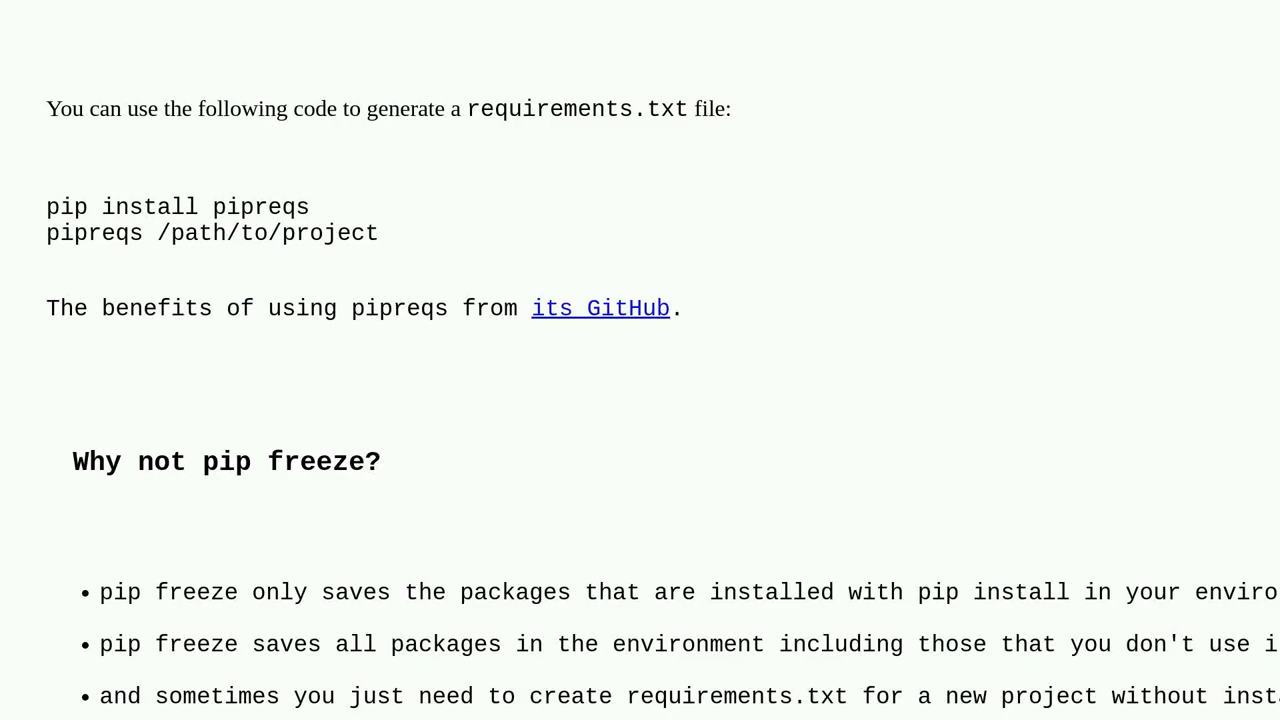 You can use the following code to generate a requirements.txt file:
pip install pipreqs
pipreqs /path/to/project
The benefits of using pipreqs from its GitHub.
Why not pip freeze?
• pip freeze only saves the packages that are installed with pip install in your
• pip freeze saves all packages in the environment including those that you don't use
• and sometimes you just need to create requirements.txt for a new project without